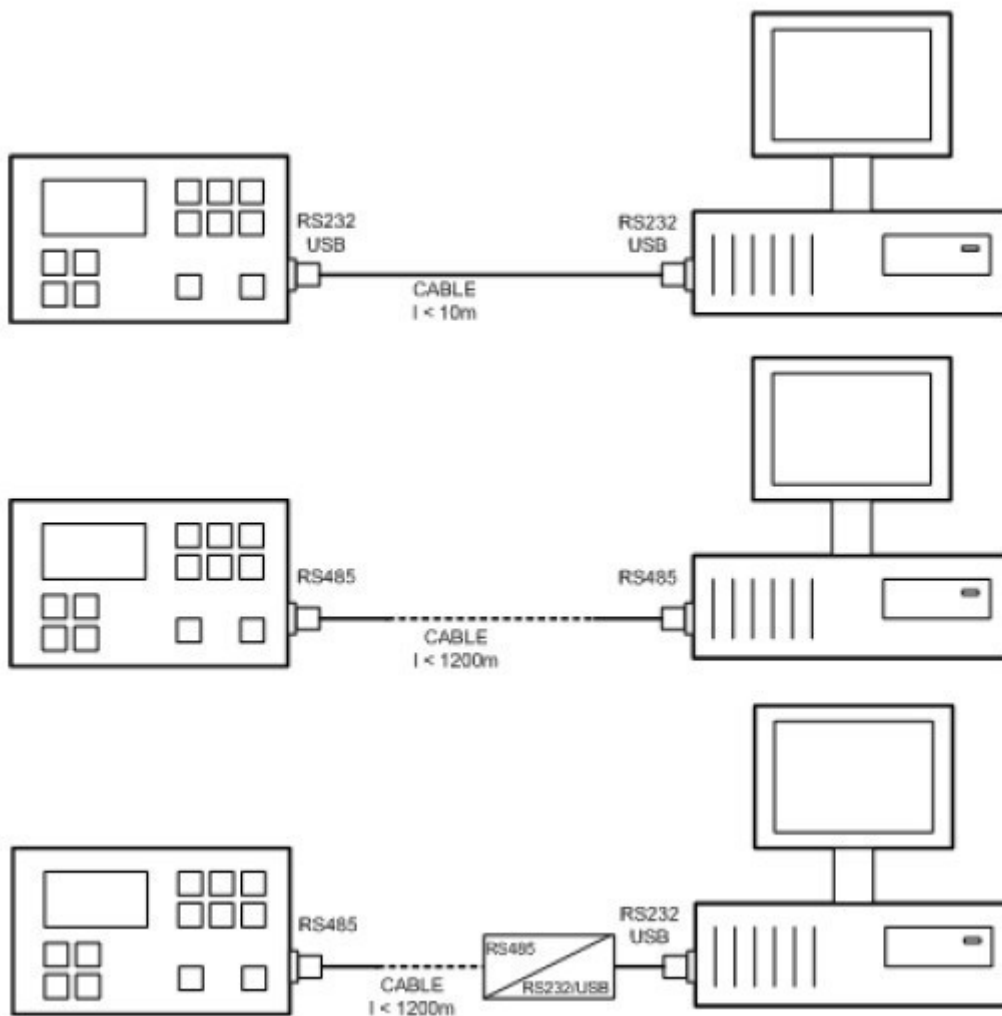 RS232
USB
RS232
USB
CABLE
l < 10m
RS485
RS485
CABLE
l < 1200m
RS485
RS232
USB
RS485
RS232/USB
CABLE
l < 1200m